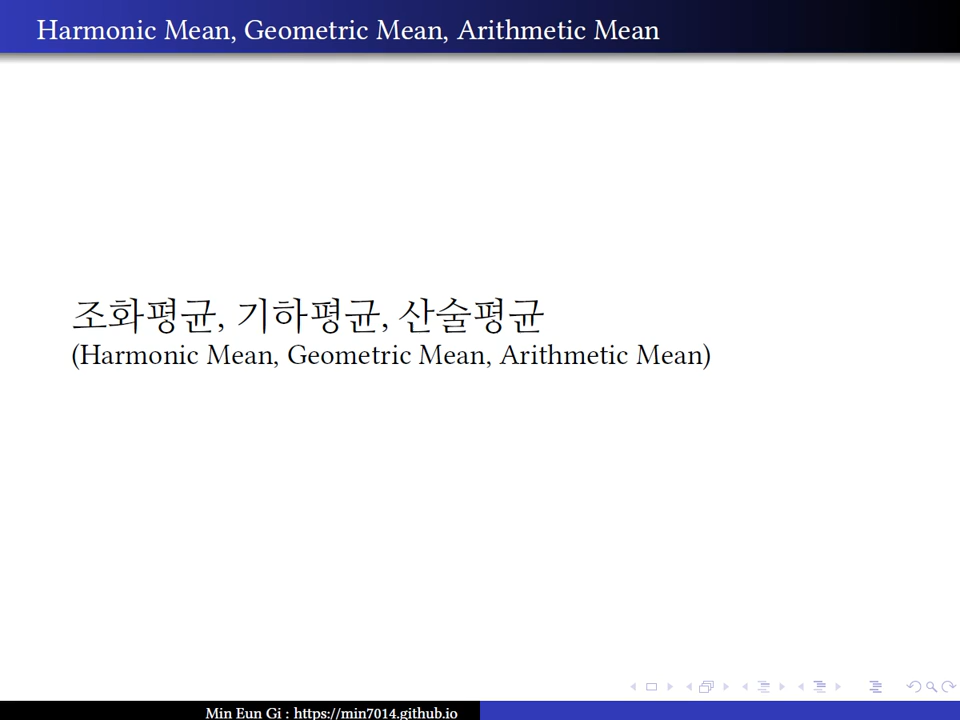 Harmonic Mean, Geometric Mean, Arithmetic Mean
조화평균, 기하평균, 산술평균
(Harmonic Mean, Geometric Mean, Arithmetic Mean)
Min Eun Gi : https://min7014.github.io